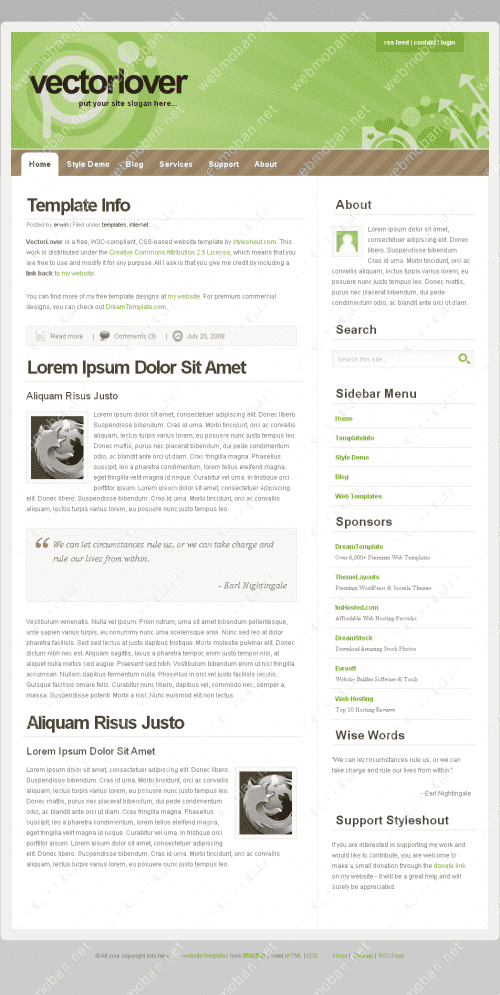 rss feed | contact | login
vectorlover
put your site slogan here...
Home Style Demo Blog Services Support About
Template Info
Posted by erwin | Filed under templates, internet
VectorLover is a free, W3C-compliant, CSS-based website template by styleshout.com. This
work is distributed under the Creative Commons Attribution 2.5 License, which means that you
are free to use and modify it for any purpose. All I ask is that you give me credit by including a
link back to my website.
You can find more of my free template designs at my website. For premium commercial
designs, you can check out DreamTemplate.com.
Read more | Comments (3) | July 20, 2008
Lorem Ipsum Dolor Sit Amet
Aliquam Risus Justo
Lorem ipsum dolor sit amet, consectetuer adipiscing elit. Donec libero.
Suspendisse bibendum. Cras id urna. Morbi tincidunt, orci ac convallis
aliquam, lectus turpis varius lorem, eu posuere nunc justo tempus leo.
Donec mattis, purus nec placerat bibendum, dui pede condimentum
odio, ac blandit ante orci ut diam. Cras fringilla magna. Phasellus
suscipit, leo a pharetra condimentum, lorem tellus eleifend magna,
eget fringilla velit magna id neque. Curabitur vel urna. In tristique orci
porttitor ipsum. Lorem ipsum dolor sit amet, consectetuer adipiscing
elit. Donec libero. Suspendisse bibendum. Cras id urna. Morbi tincidunt, orci ac convallis
aliquam, lectus turpis varius lorem, eu posuere nunc justo tempus leo.
“ We can let circumstances rule us, or we can take charge and
rule our lives from within.
- Earl Nightingale
Vestibulum venenatis. Nulla vel ipsum. Proin rutrum, urna sit amet bibendum pellentesque,
ante sapien varius turpis, eu nonummy nunc urna scelerisque ante. Nunc sed leo at dolor
pharetra facilisis. Sed sed lectus at justo dapibus tristique. Morbi molestie pulvinar elit. Donec
dictum nibh nec est. Aliquam sagittis, lacus a pharetra tempor, enim justo tempor nisi, at
aliquet nulla metus sed augue. Praesent sed nibh. Vestibulum bibendum enim ut nisi fringilla
accumsan. Nullam dapibus fermentum nulla. Phasellus in orci vel justo facilisis iaculis.
Quisque facilisis ornare felis. Curabitur nunc libero, dapibus vel, commodo nec, semper a,
massa. Suspendisse potenti. Morbi a nisl. Nunc euismod elit non lectus.
Aliquam Risus Justo
Lorem Ipsum Dolor Sit Amet
Lorem ipsum dolor sit amet, consectetuer adipiscing elit. Donec libero.
Suspendisse bibendum. Cras id urna. Morbi tincidunt, orci ac convallis
aliquam, lectus turpis varius lorem, eu posuere nunc justo tempus leo.
Donec mattis, purus nec placerat bibendum, dui pede condimentum
odio, ac blandit ante orci ut diam. Cras fringilla magna. Phasellus
suscipit, leo a pharetra condimentum, lorem tellus eleifend magna,
eget fringilla velit magna id neque. Curabitur vel urna. In tristique orci
porttitor ipsum. Lorem ipsum dolor sit amet, consectetuer adipiscing
elit. Donec libero. Suspendisse bibendum. Cras id urna. Morbi tincidunt, orci ac convallis
aliquam, lectus turpis varius lorem, eu posuere nunc justo tempus leo.
About
Lorem ipsum dolor sit amet,
consectetuer adipiscing elit. Donec
libero. Suspendisse bibendum.
Cras id urna. Morbi tincidunt, orci ac
convallis aliquam, lectus turpis varius lorem, eu
posuere nunc justo tempus leo. Donec mattis,
purus nec placerat bibendum, dui pede
condimentum odio, ac blandit ante orci ut diam.
Search
Search this site...
Sidebar Menu
Home
TemplateInfo
Style Demo
Blog
Web Templates
Sponsors
DreamTemplate
Over 6,000+ Premium Web Templates
ThemeLayouts
Premium WordPress & Joomla Themes
ImHosted.com
Affordable Web Hosting Provider
DreamStock
Download Amazing Stock Photos
Evrsoft
Website Builder Software & Tools
Web Hosting
Top 10 Hosting Reviews
Wise Words
"We can let circumstances rule us, or we can
take charge and rule our lives from within."
- Earl Nightingale
Support Styleshout
If you are interested in supporting my work and
would like to contribute, you are welcome to
make a small donation through the donate link
on my website - it will be a great help and will
surely be appreciated.
© All your copyright info here website templates from | valid XHTML | CSS Home | Sitemap | RSS Feed
webmoban.net